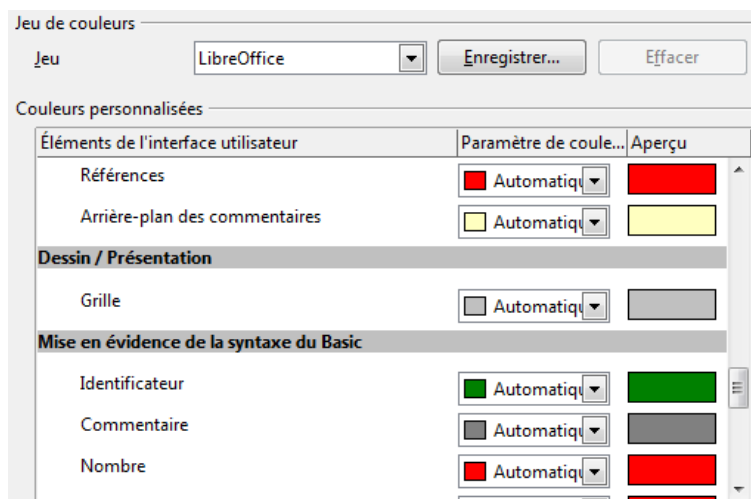 Jeu de couleurs
Jeu LibreOffice Enregistrer... Effacer
Couleurs personnalisées
Éléments de l'interface utilisateur Paramètre de coule... Aperçu
Références Automatiqu
Arrière-plan des commentaires Automatiqu
Dessin / Présentation
Grille Automatiqu
Mise en évidence de la syntaxe du Basic
Identificateur Automatiqu
Commentaire Automatiqu
Nombre Automatiqu